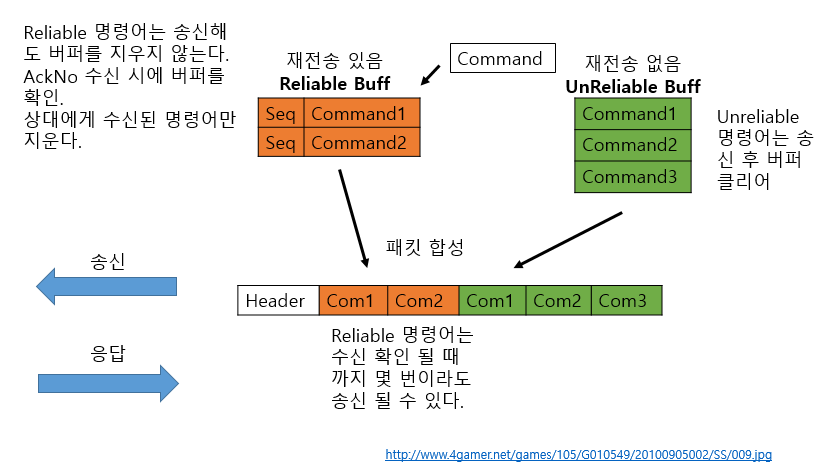 Reliable 명령어는 송신해
도 버퍼를 지우지 않는다.
AckNo 수신 시에 버퍼를
확인.
상대에게 수신된 명령어만
지운다.
재전송 있음
Reliable Buff
Command
재전송 없음
UnReliable Buff
Seq Command1
Seq Command2
Command1
Command2
Command3
Unreliable
명령어는 송
신 후 버퍼
클리어
패킷 합성
송신
Header Com1 Com2 Com1 Com2 Com3
응답
Reliable 명령어는
수신 확인 될 때
까지 몇 번이라도
송신 될 수 있다.
http://www.4gamer.net/games/105/G010549/20100905002/SS/009.jpg